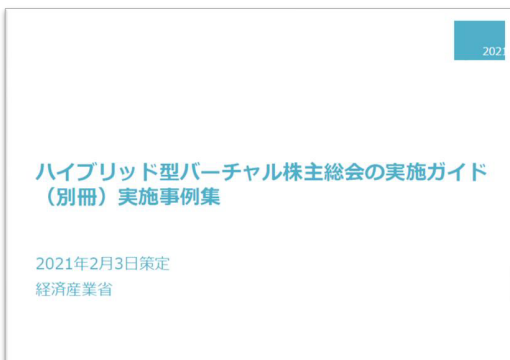 2021
ハイブリッド型バーチャル株主総会の実施ガイド
（別冊）実施事例集
2021年2月3日策定
経済産業省